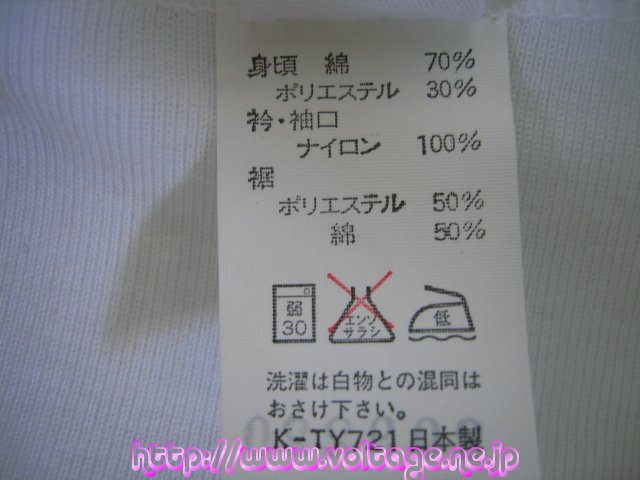 身頃 綿 70%
ポリエステル 30%
衿・袖口
ナイロン 100%
裾
ポリエステル 50%
綿 50%
弱
30
エンソ
サラシ
低
洗濯は白物との混同は
おさけ下さい。
K-TY721 日本製
http://www.voltage.ne.jp